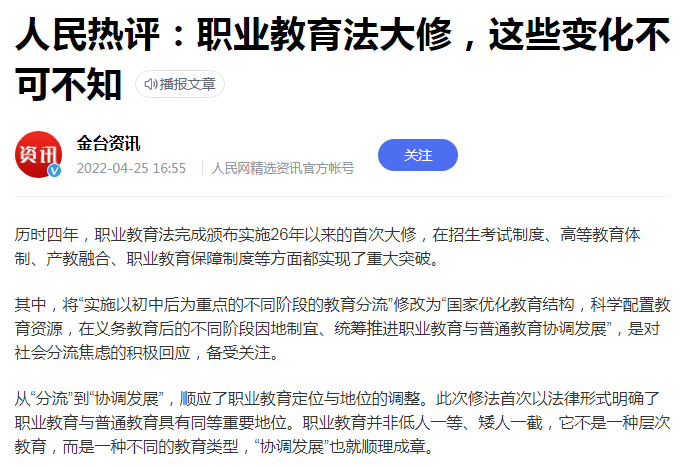 人民热评：职业教育法大修，这些变化不
可不知 播报文章
资讯 金台资讯
2022-04-25 16:55 人民网精选资讯官方帐号
关注
历时四年，职业教育法完成颁布实施26年以来的首次大修，在招生考试制度、高等教育体
制、产教融合、职业教育保障制度等方面都实现了重大突破。
其中，将“实施以初中后为重点的不同阶段的教育分流”修改为“国家优化教育结构，科学配置教
育资源，在义务教育后的不同阶段因地制宜、统筹推进职业教育与普通教育协调发展”，是对
社会分流焦虑的积极回应，备受关注。
从“分流”到“协调发展”，顺应了职业教育定位与地位的调整。此次修法首次以法律形式明确了
职业教育与普通教育具有同等重要地位。职业教育并非低人一等、矮人一截，它不是一种层次
教育，而是一种不同的教育类型，“协调发展”也就顺理成章。